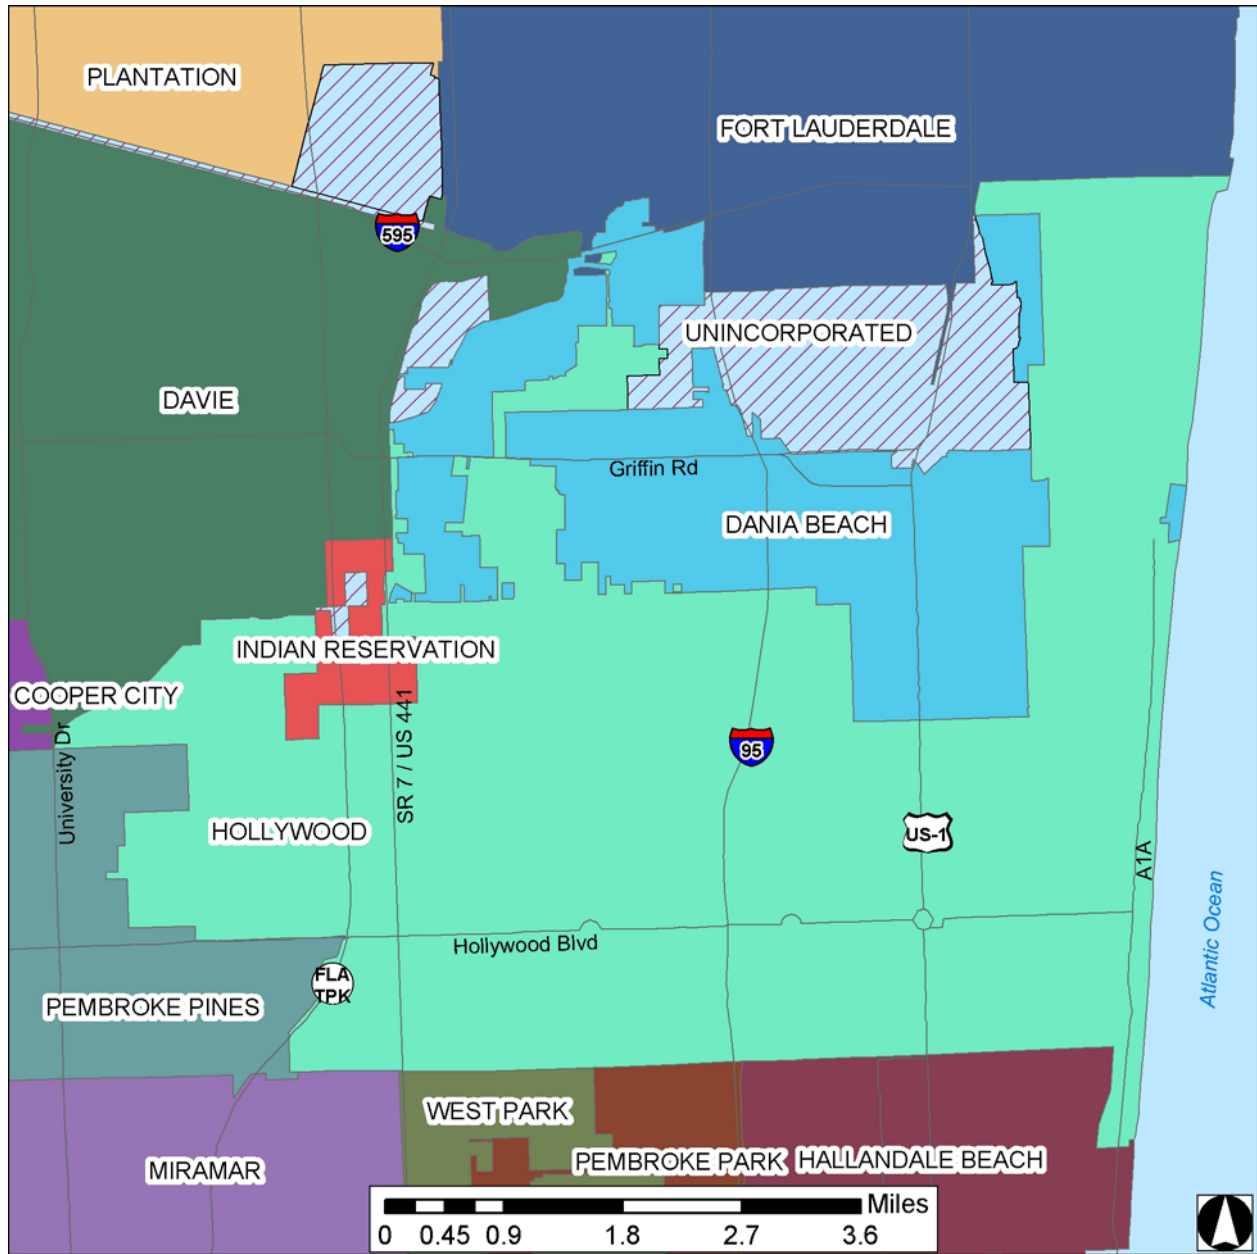 PLANTATION
FORT LAUDERDALE
595
UNINCORPORATED
DAVIE
Griffin Rd
DANIA BEACH
INDIAN RESERVATION
COOPER CITY
University Dr
SR 7 / US 441
95
HOLLYWOOD
US-1
A1A
Atlantic Ocean
Hollywood Blvd
FLA
TPK
PEMBROKE PINES
WEST PARK
MIRAMAR
PEMBROKE PARK
HALLANDALE BEACH
Miles
0 0.45 0.9 1.8 2.7 3.6